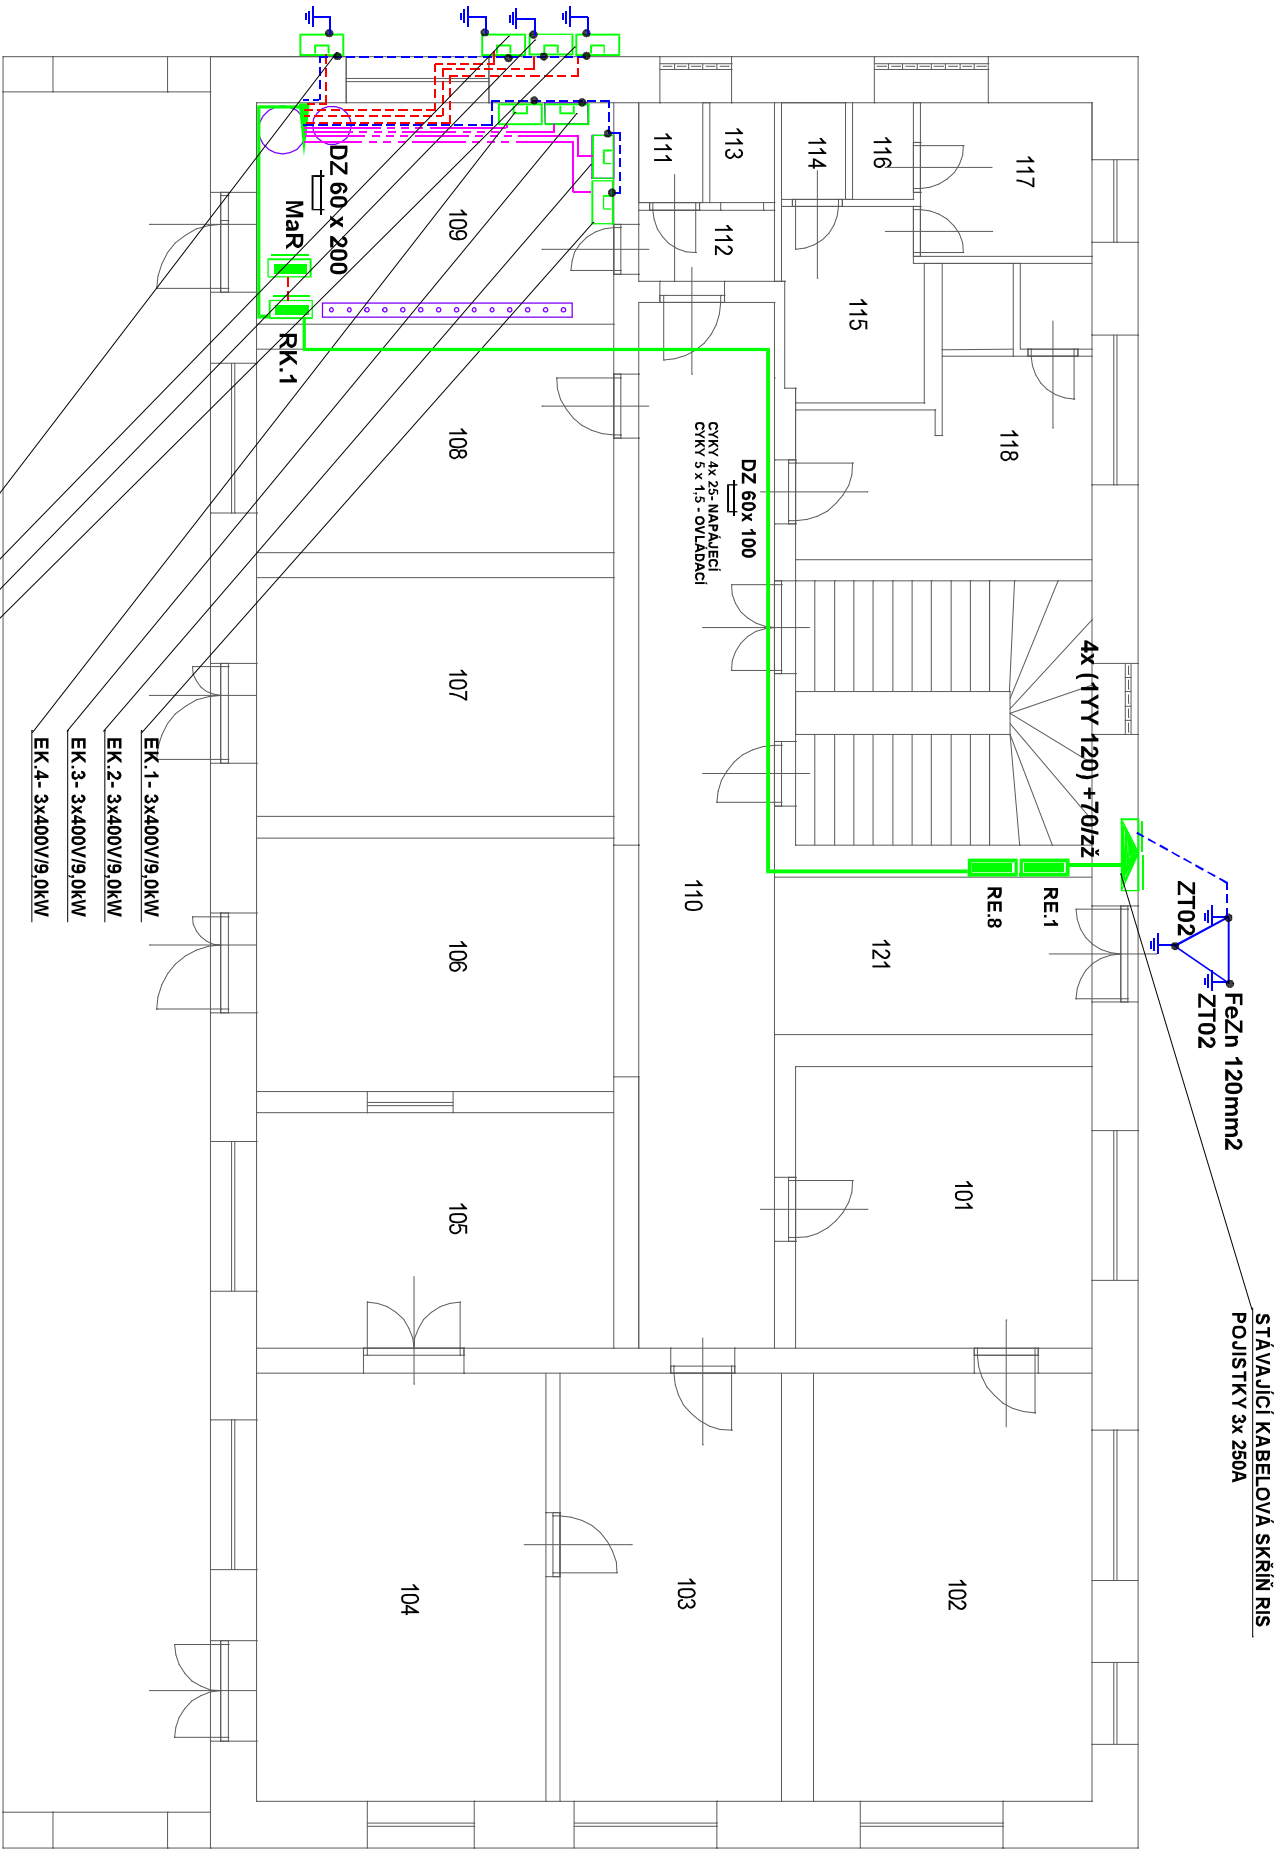 STÁVAJÍCÍ KABELOVÁ SKŘÍŇ RIS
POJISTKY 3x 250A
FeZn 120mm2
ZT02
ZT02
4x (1YY 120) +70/zž
117
116
114
113
111
112
115
118
109
DZ 60 x 200
MaR
RK.1
108
DZ 60x 100
CYKY 4x 25- NAPÁJECÍ
CYKY 5 x 1,5 - OVLÁDACÍ
107
RE.1
RE.8
121
110
106
EK.1- 3x400V/9,0kW
EK.2- 3x400V/9,0kW
EK.3- 3x400V/9,0kW
EK.4- 3x400V/9,0kW
101
105
102
103
104